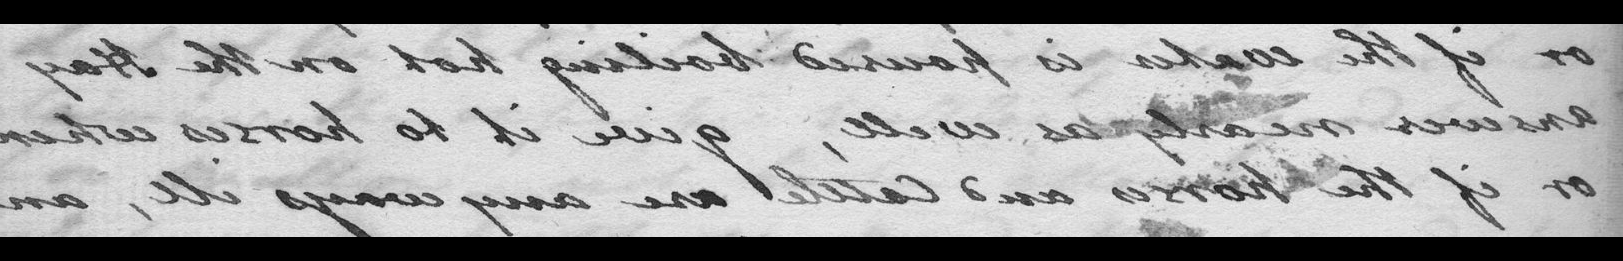 or if the water is poured boiling hot on the Hay
answer nearly as well, give it to horses when
or if the horses and Cattle are any ways ill, an